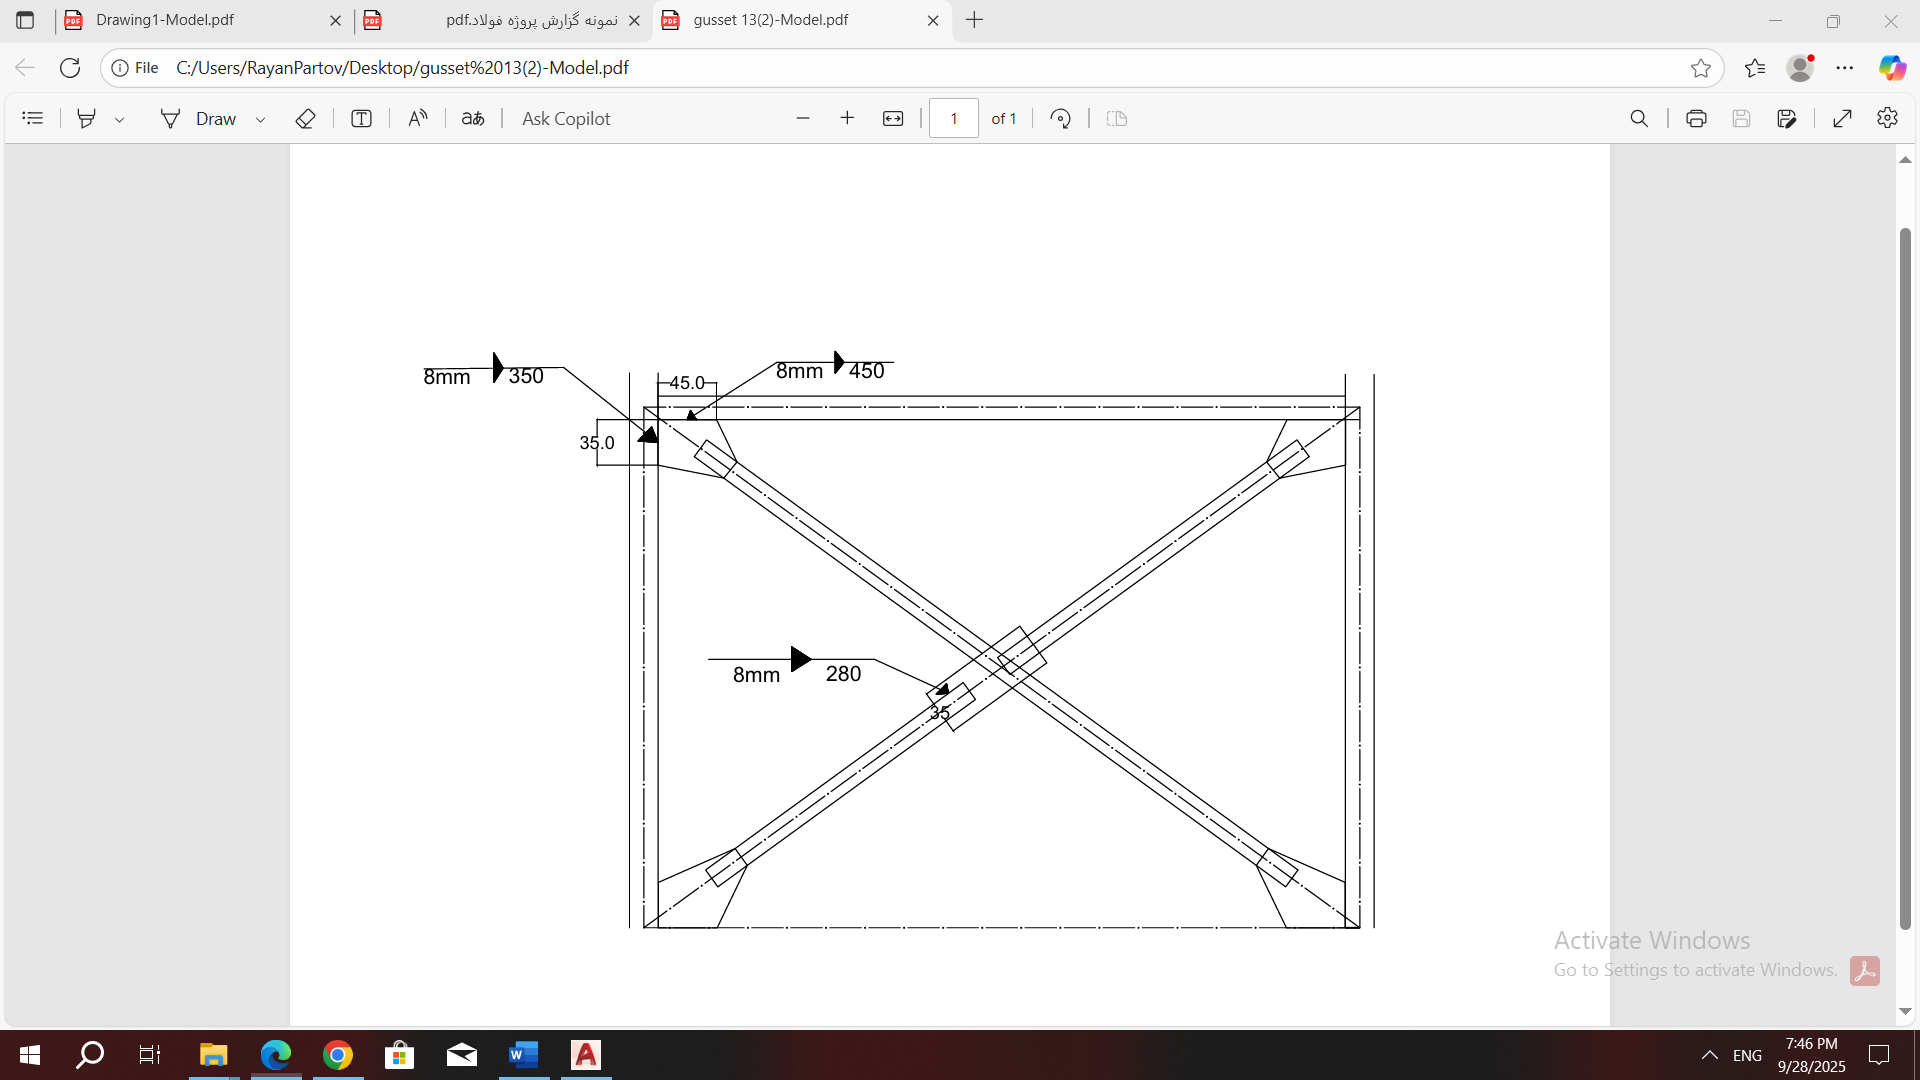 Drawing1-Model.pdf
نمونه گزارش پروژه فولاد.pdf
gusset 13(2)-Model.pdf
File C:/Users/RayanPartov/Desktop/gusset%2013(2)-Model.pdf
Draw
Ask Copilot
1 of 1
8mm 350
45.0
8mm 450
35.0
8mm 280
35
Activate Windows
Go to Settings to activate Windows.
ENG
7:46 PM
9/28/2025